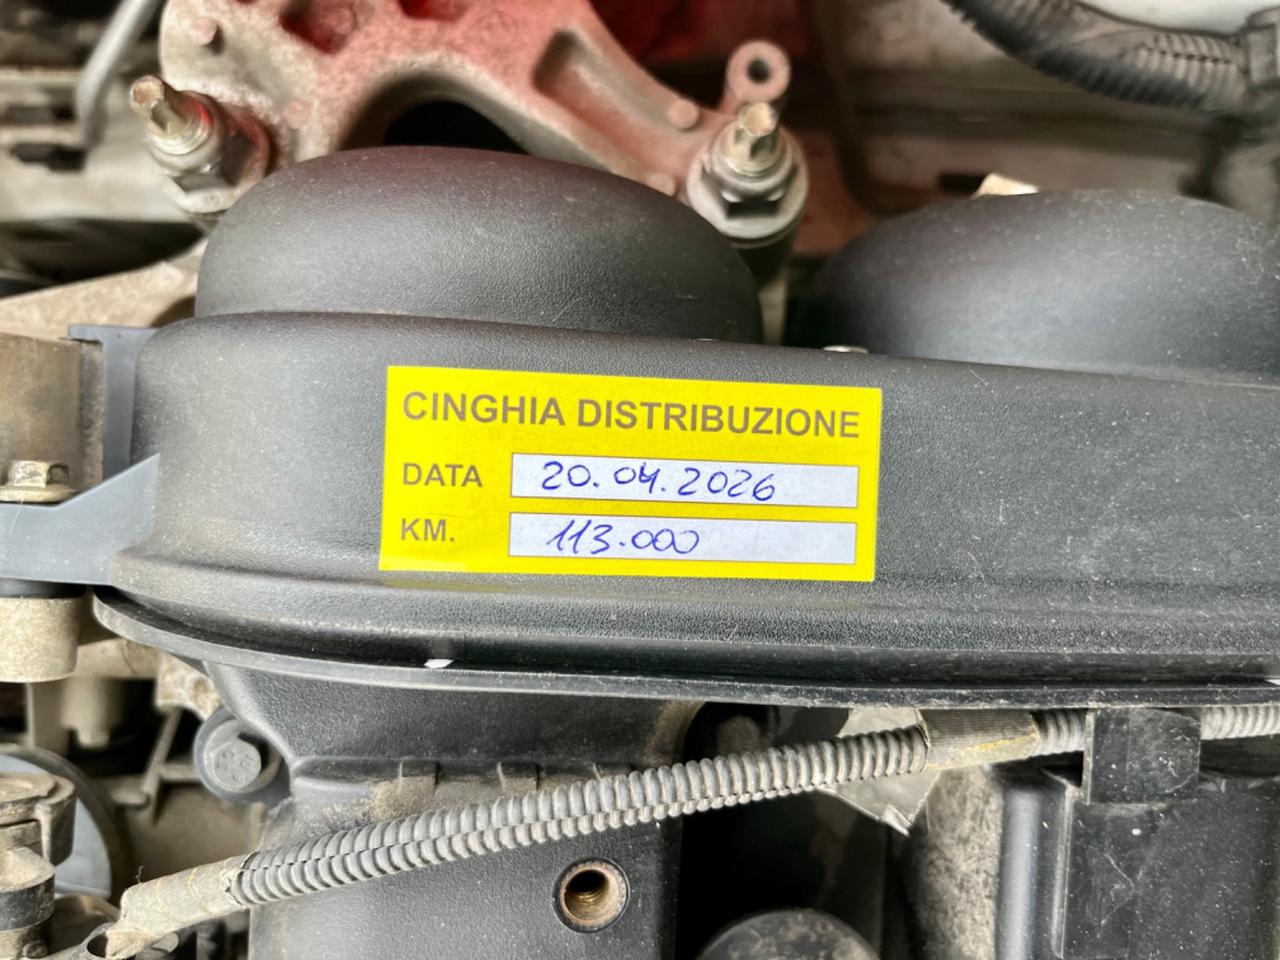 CINGHIA DISTRIBUZIONE
DATA 20.04.2026
KM. 113.000